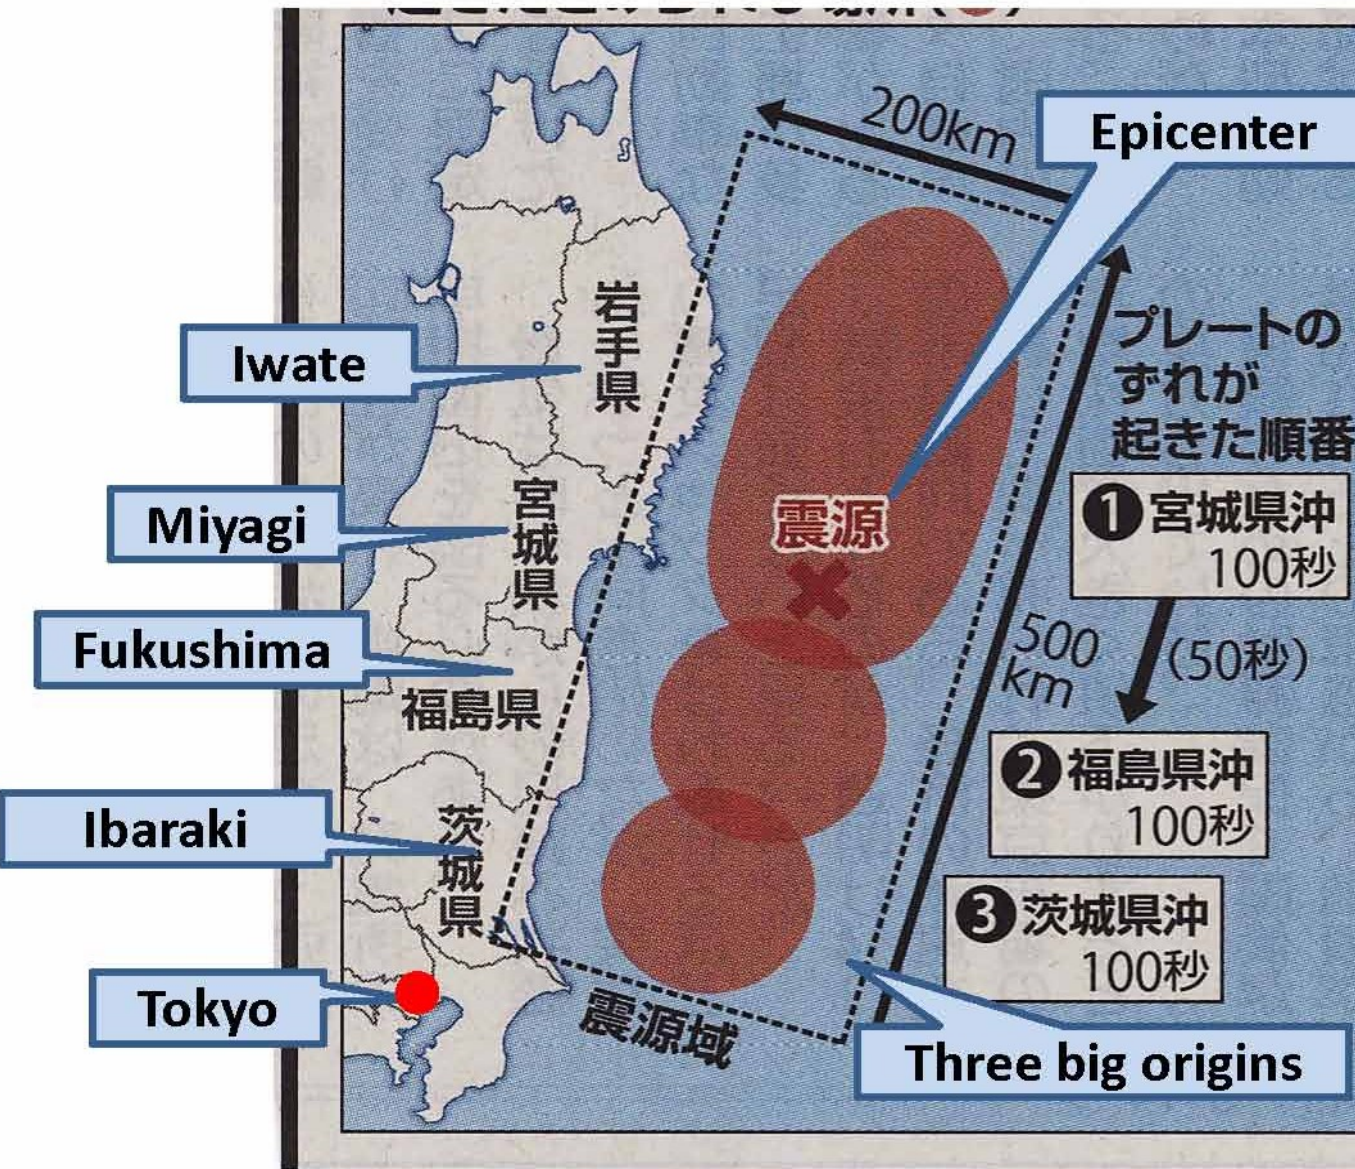 200km
Epicenter
プレートの
ずれが
起きた順番
岩手県
Iwate
❶宮城県沖
100秒
Miyagi
宮城県
震源
500
km
(50秒)
Fukushima
福島県
❷福島県沖
100秒
Ibaraki
茨城県
❸茨城県沖
100秒
Tokyo
震源域
Three big origins